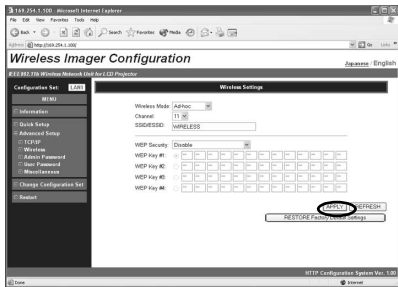 169.254.1.100 - Microsoft Internet Explorer
File Edit View Favorites Tools Help
Back Search Favorites Media
Address http://169.254.1.100/ Go Links
Wireless Imager Configuration
Japanese / English
IEEE802.11b Wireless Network Unit for LCD Projector
Configuration Set: LAN1
Wireless Settings
MENU
Information
Quick Setup
Advanced Setup
TCP/IP
Wireless
Admin Password
User Password
Miscellaneous
Change Configuration Set
Restart
Wireless Mode: Ad-hoc
Channel: 11
SSID/ESSID: WIRELESS
WEP Security: Disable
WEP Key #1:
WEP Key #2:
WEP Key #3:
WEP Key #4:
APPLY REFRESH
RESTORE Factory Default Settings
HTTP Configuration System Ver. 1.00
Done Internet